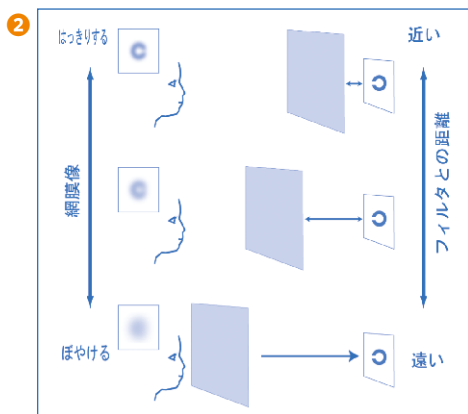 2
はっきりする
近い
網膜像
フィルタとの距離
ぼやける
遠い